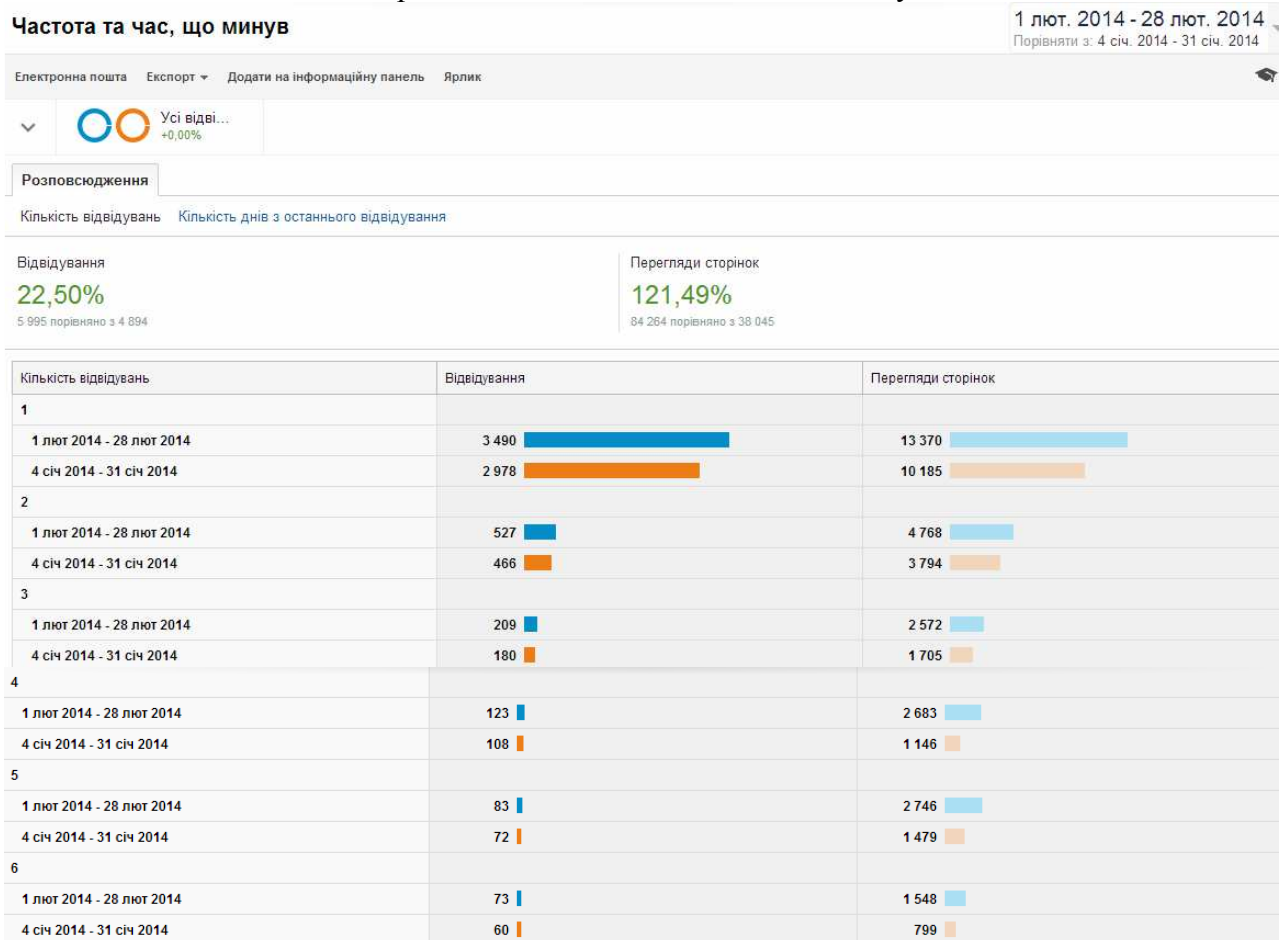 Частота та час, що минув
1 лют. 2014 - 28 лют. 2014
Порівняти з: 4 січ. 2014 - 31 січ. 2014
Електронна пошта Експорт Додати на інформаційну панель Ярлик
Усі відві...
+0,00%
Розповсюдження
Кількість відвідувань Кількість днів з останнього відвідування
Відвідування Перегляди сторінок
22,50% 121,49%
5 995 порівняно з 4 894 84 264 порівняно з 38 045
Кількість відвідувань Відвідування Перегляди сторінок
1
1 лют 2014 - 28 лют 2014 3 490 13 370
4 січ 2014 - 31 січ 2014 2 978 10 185
2
1 лют 2014 - 28 лют 2014 527 4 768
4 січ 2014 - 31 січ 2014 466 3 794
3
1 лют 2014 - 28 лют 2014 209 2 572
4 січ 2014 - 31 січ 2014 180 1 705
4
1 лют 2014 - 28 лют 2014 123 2 683
4 січ 2014 - 31 січ 2014 108 1 146
5
1 лют 2014 - 28 лют 2014 83 2 746
4 січ 2014 - 31 січ 2014 72 1 479
6
1 лют 2014 - 28 лют 2014 73 1 548
4 січ 2014 - 31 січ 2014 60 799